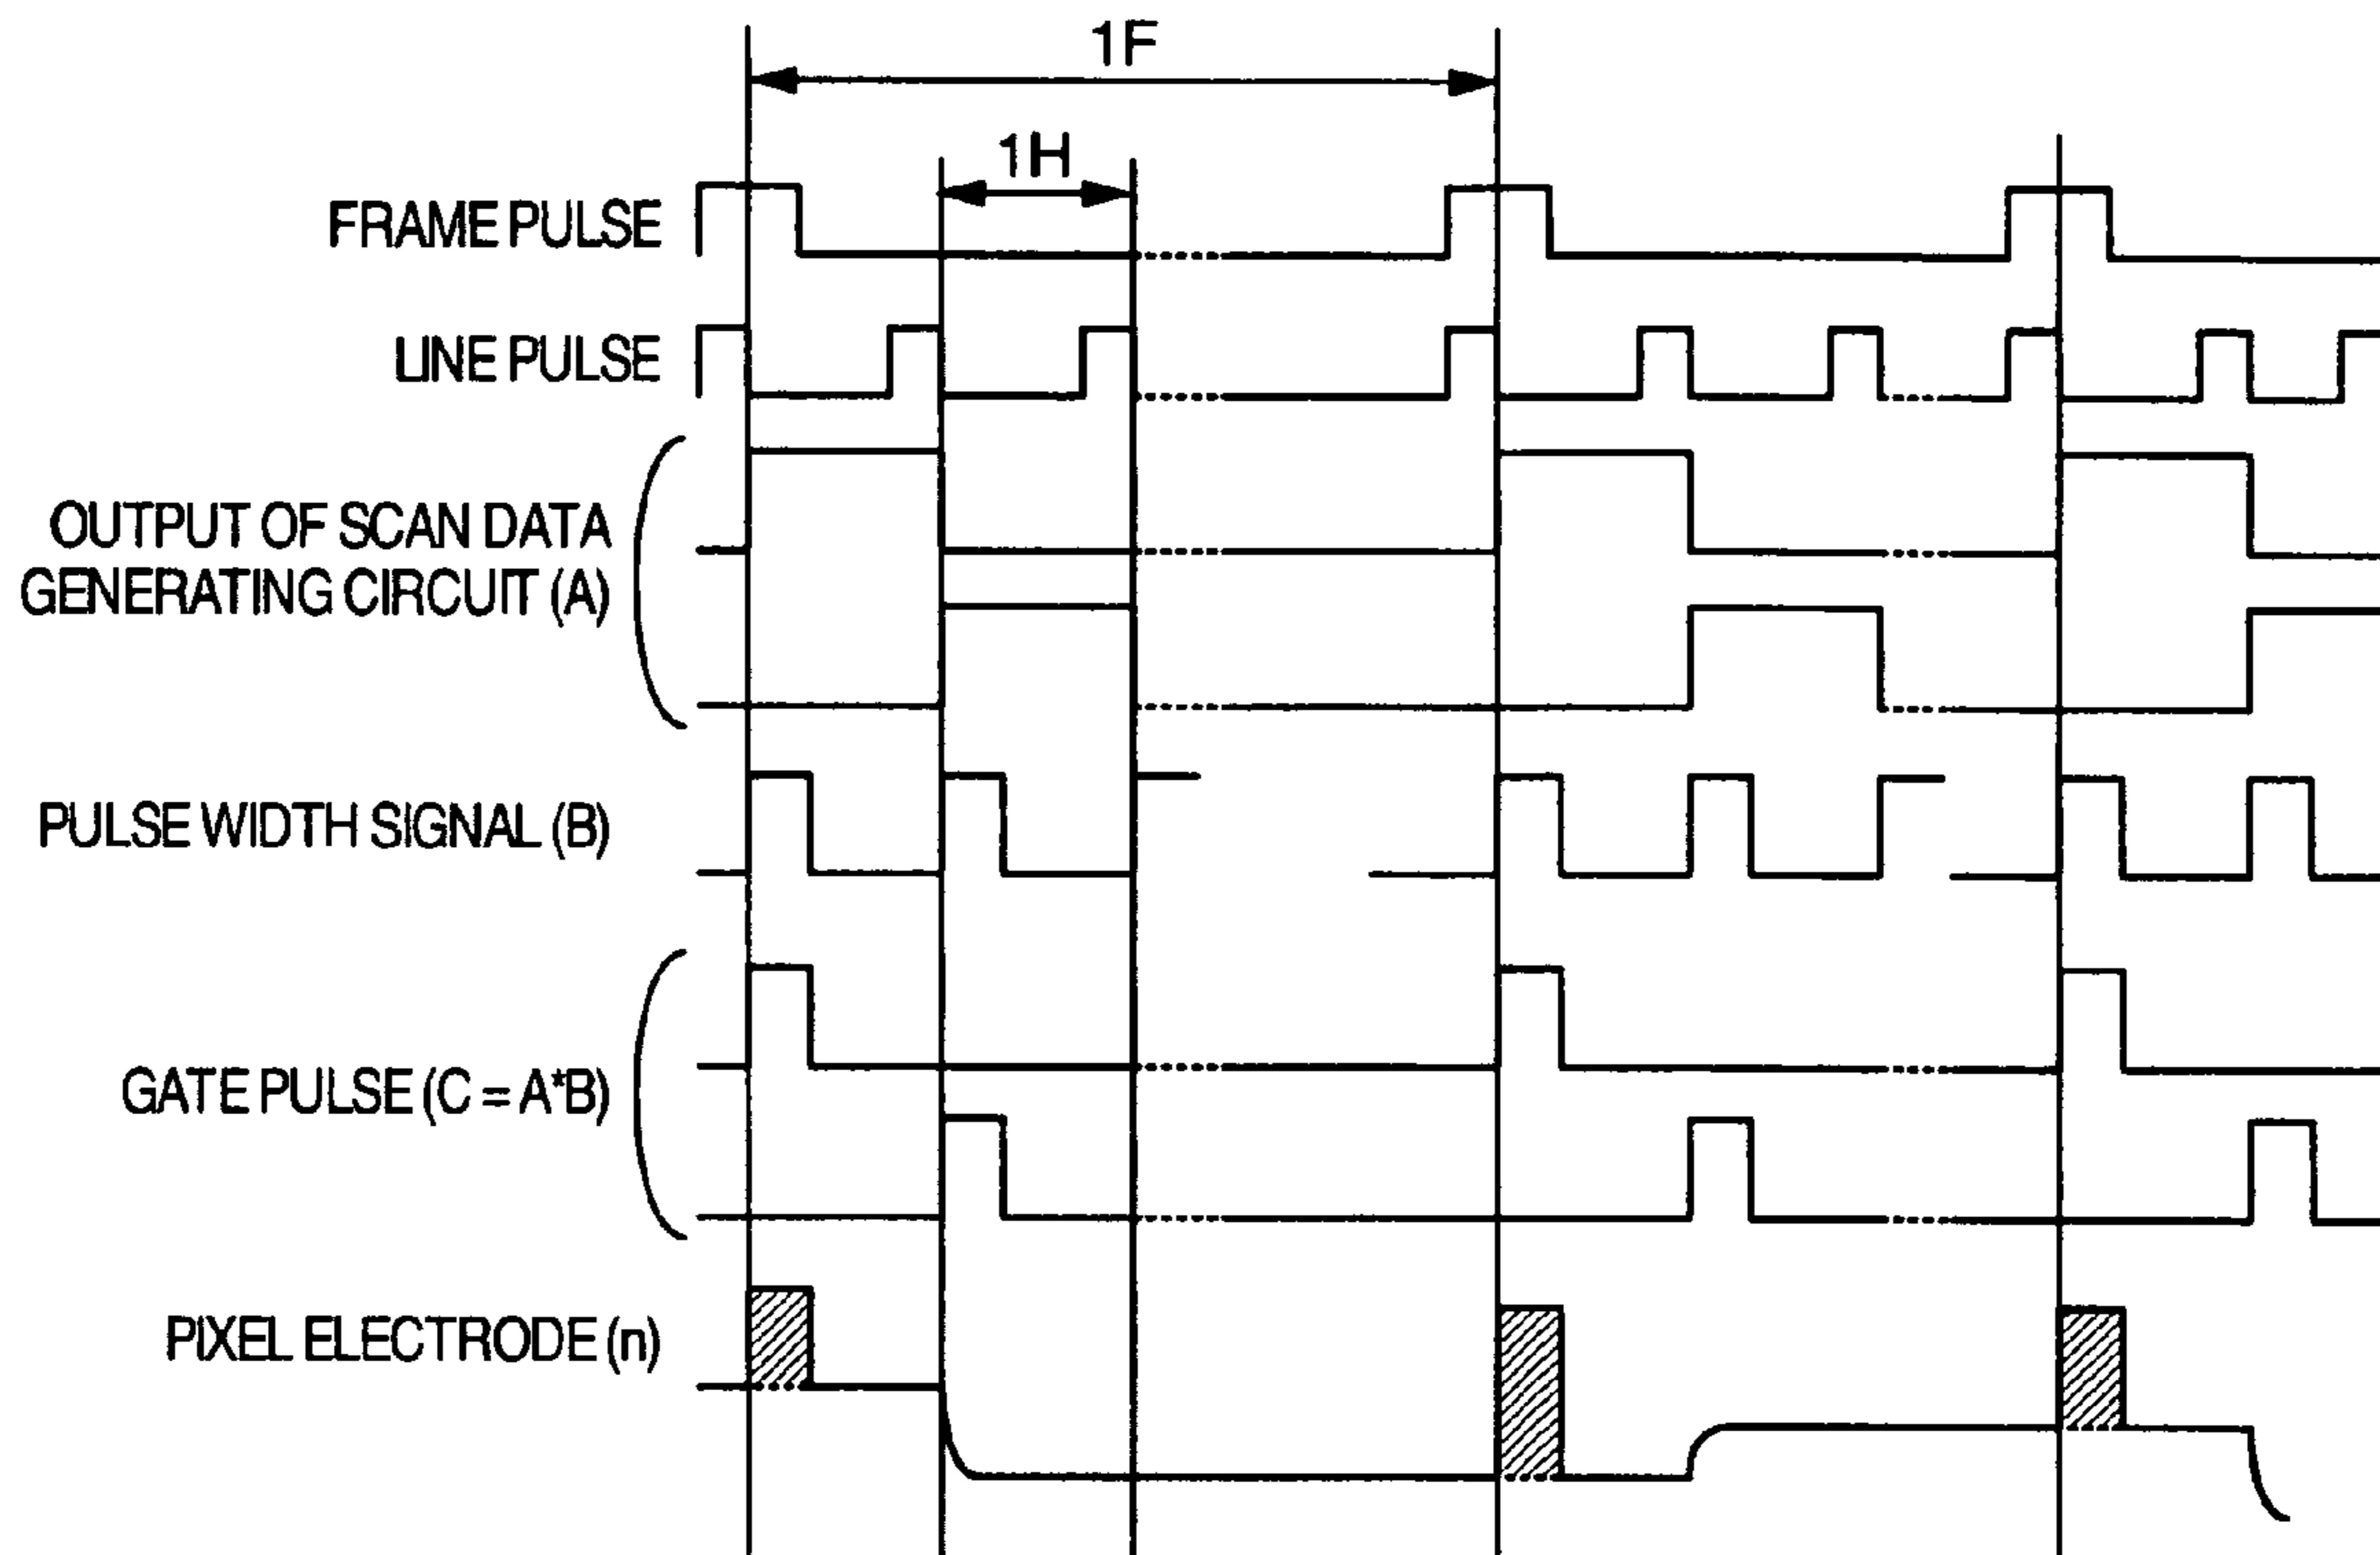 1F
1H
FRAME PULSE
LINE PULSE
OUTPUT OF SCAN DATA
GENERATING CIRCUIT (A)
PULSE WIDTH SIGNAL (B)
GATE PULSE (C = A*B)
PIXEL ELECTRODE (n)